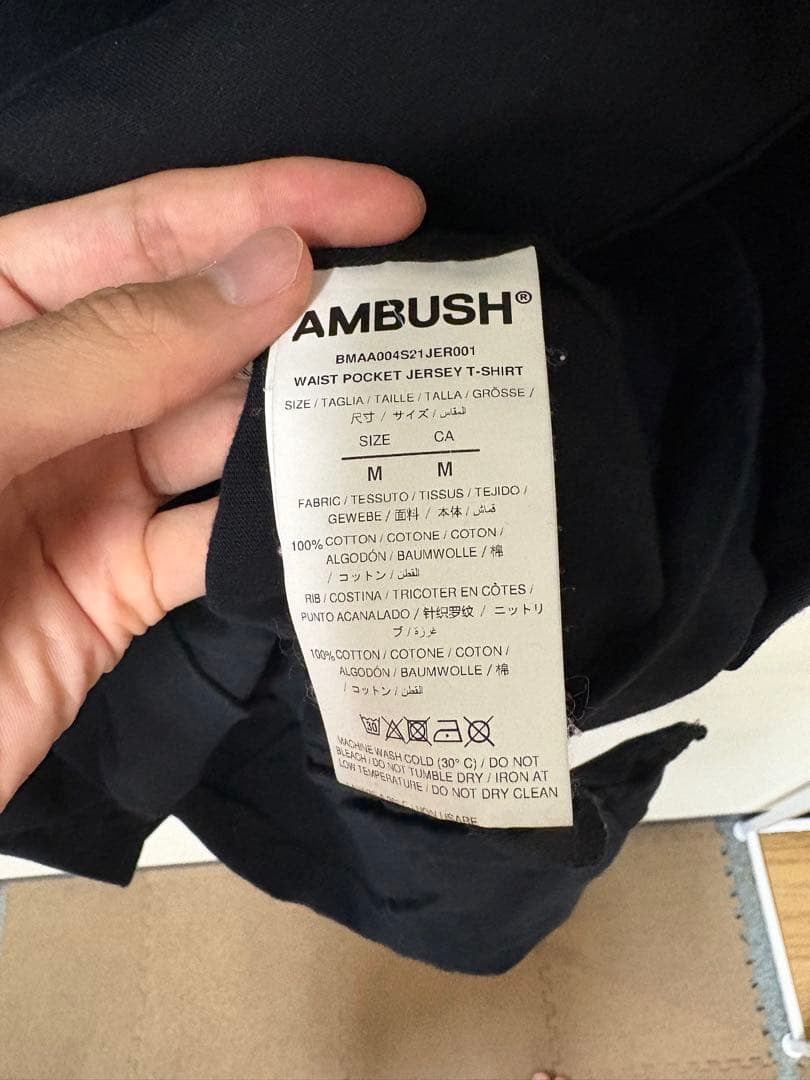 AMBUSH®
BMAA004S21JER001
WAIST POCKET JERSEY T-SHIRT
SIZE / TAGLIA / TAILLE / TALLA / GRÖSSE /
尺寸 / サイズ / المقاس
SIZE CA
M M
FABRIC / TESSUTO / TISSUS / TEJIDO /
GEWEBE / 面料 / 本体 / قماش
100% COTTON / COTONE / COTON /
ALGODÓN / BAUMWOLLE / 棉
/ コットン / القطن
RIB / COSTINA / TRICOTER EN CÔTES /
PUNTO ACANALADO / 针织罗纹 / ニットリ
ブ / غرزة
100% COTTON / COTONE / COTON /
ALGODÓN / BAUMWOLLE / 棉
/ コットン / القطن
30
MACHINE WASH COLD (30° C) / DO NOT
BLEACH / DO NOT TUMBLE DRY / IRON AT
LOW TEMPERATURE / DO NOT DRY CLEAN
NON USARE